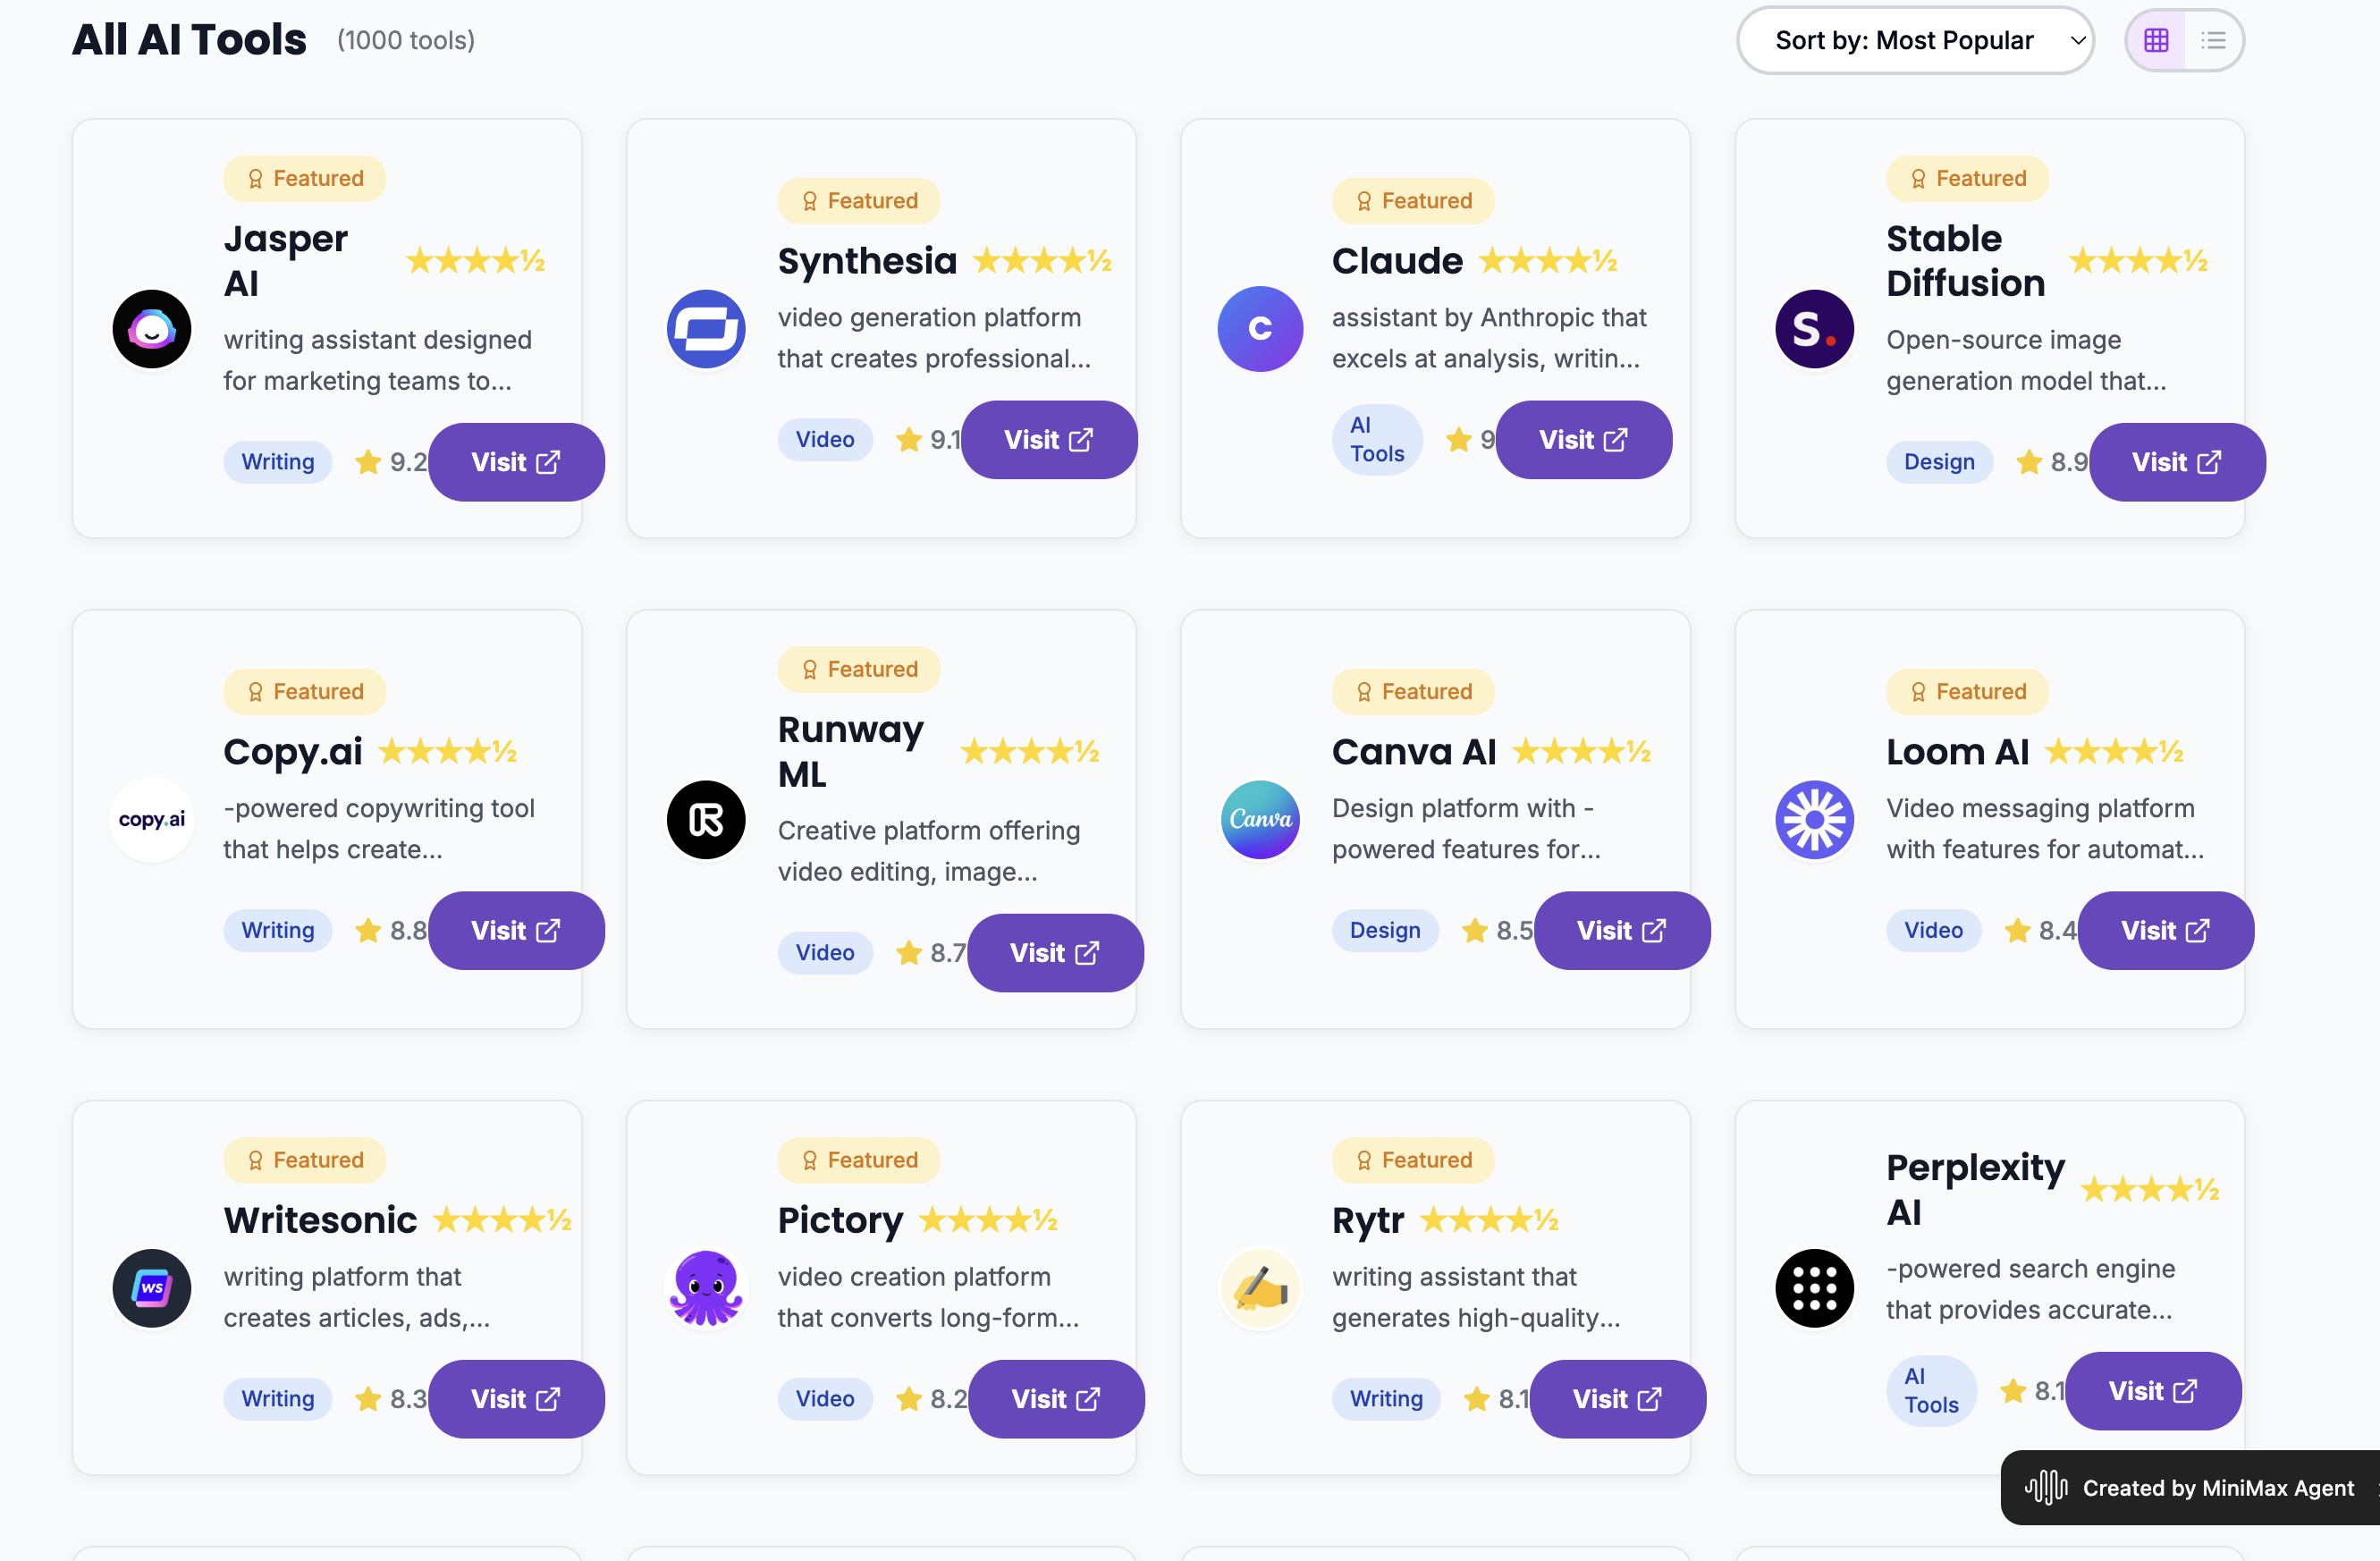 All AI Tools (1000 tools)
Sort by: Most Popular
Featured
Jasper
AI
★★★★½
writing assistant designed
for marketing teams to...
Writing
9.2
Visit
Featured
Synthesia ★★★★½
video generation platform
that creates professional...
Video
9.1
Visit
C
Featured
Claude ★★★★½
assistant by Anthropic that
excels at analysis, writin...
AI
Tools
9
Visit
S.
Featured
Stable
Diffusion
★★★★½
Open-source image
generation model that...
Design
8.9
Visit
copy.ai
Featured
Copy.ai ★★★★½
-powered copywriting tool
that helps create...
Writing
8.8
Visit
R
Featured
Runway
ML
★★★★½
Creative platform offering
video editing, image...
Video
8.7
Visit
Canva
Featured
Canva AI ★★★★½
Design platform with -
powered features for...
Design
8.5
Visit
Featured
Loom AI ★★★★½
Video messaging platform
with features for automat...
Video
8.4
Visit
WS
Featured
Writesonic ★★★★½
writing platform that
creates articles, ads,...
Writing
8.3
Visit
Featured
Pictory ★★★★½
video creation platform
that converts long-form...
Video
8.2
Visit
Featured
Rytr ★★★★½
writing assistant that
generates high-quality...
Writing
8.1
Visit
Perplexity
AI
★★★★½
-powered search engine
that provides accurate...
AI
Tools
8.1
Visit
Created by MiniMax Agent